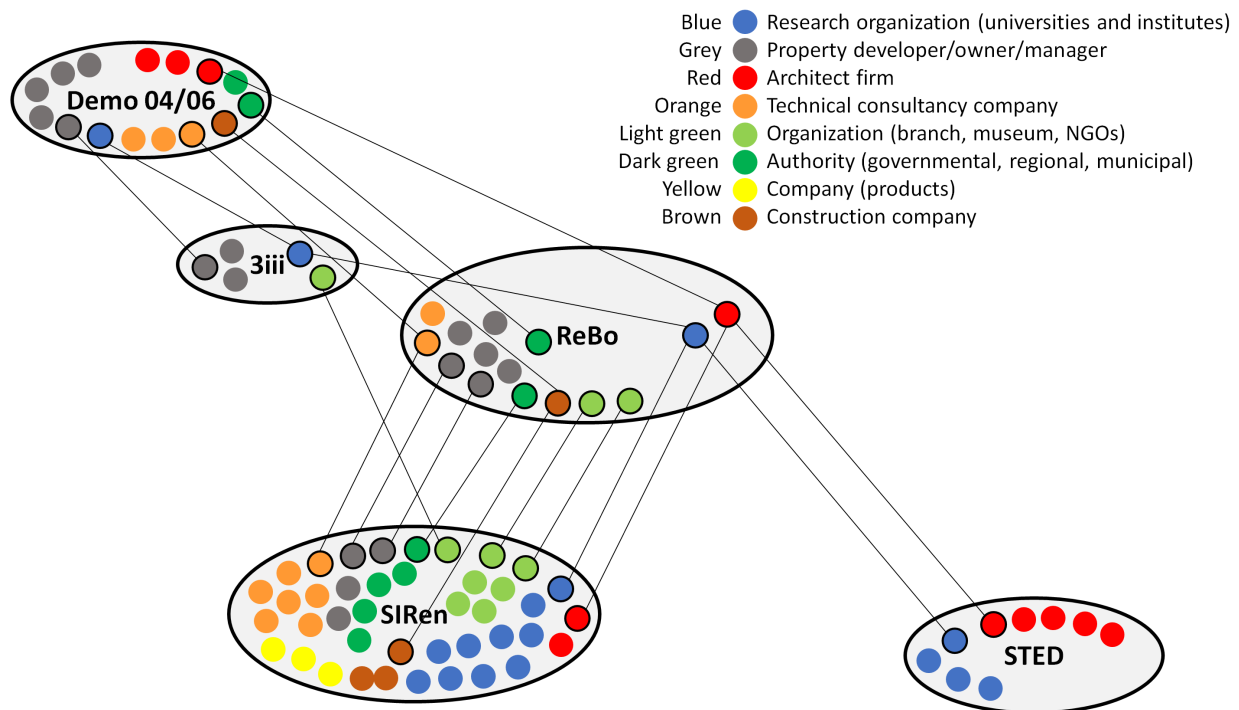 Blue Research organization (universities and institutes)
Grey Property developer/owner/manager
Red Architect firm
Orange Technical consultancy company
Light green Organization (branch, museum, NGOs)
Dark green Authority (governmental, regional, municipal)
Yellow Company (products)
Brown Construction company
Demo 04/06
3iii
ReBo
SIRen
STED